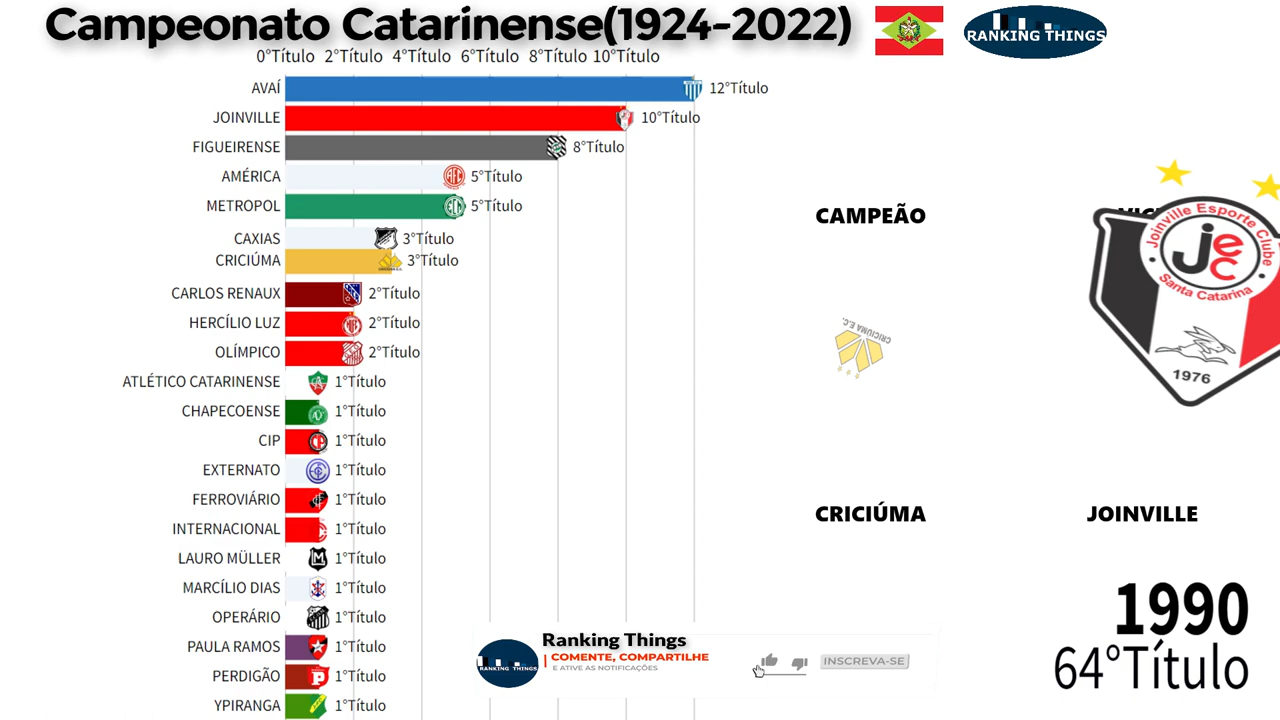 Campeonato Catarinense(1924-2022)
RANKING THINGS
0°Título 2°Título 4°Título 6°Título 8°Título 10°Título
AVAÍ 12°Título
JOINVILLE 10°Título
FIGUEIRENSE 8°Título
AMÉRICA 5°Título
METROPOL 5°Título
CAXIAS 3°Título
CRICIÚMA 3°Título
CARLOS RENAUX 2°Título
HERCÍLIO LUZ 2°Título
OLÍMPICO 2°Título
ATLÉTICO CATARINENSE 1°Título
CHAPECOENSE 1°Título
CIP 1°Título
EXTERNATO 1°Título
FERROVIÁRIO 1°Título
INTERNACIONAL 1°Título
LAURO MÜLLER 1°Título
MARCÍLIO DIAS 1°Título
OPERÁRIO 1°Título
PAULA RAMOS 1°Título
PERDIGÃO 1°Título
YPIRANGA 1°Título
CAMPEÃO
CRICIUMA E.C.
CRICIÚMA
Joinville Esporte Clube
jec
Santa Catarina
1976
JOINVILLE
1990
64°Título
RANKING THINGS
Ranking Things
COMENTE, COMPARTILHE
E ATIVE AS NOTIFICAÇÕES
INSCREVA-SE